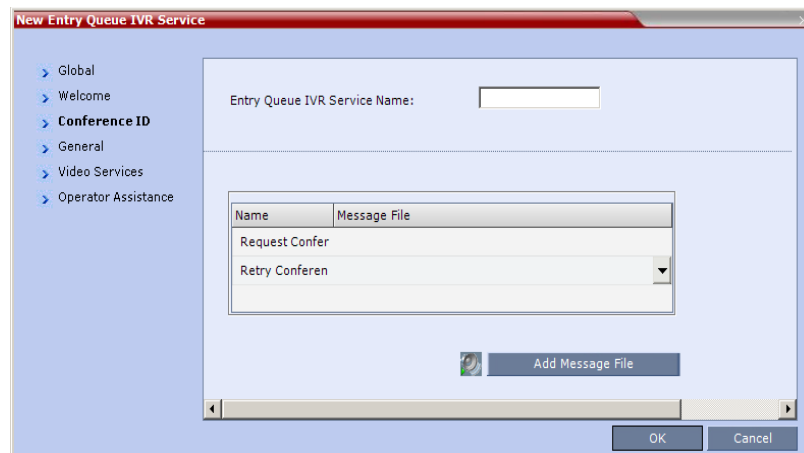 New Entry Queue IVR Service
Global
Welcome
Conference ID
General
Video Services
Operator Assistance
Entry Queue IVR Service Name:
Name Message File
Request Confer
Retry Conferen
Add Message File
OK Cancel